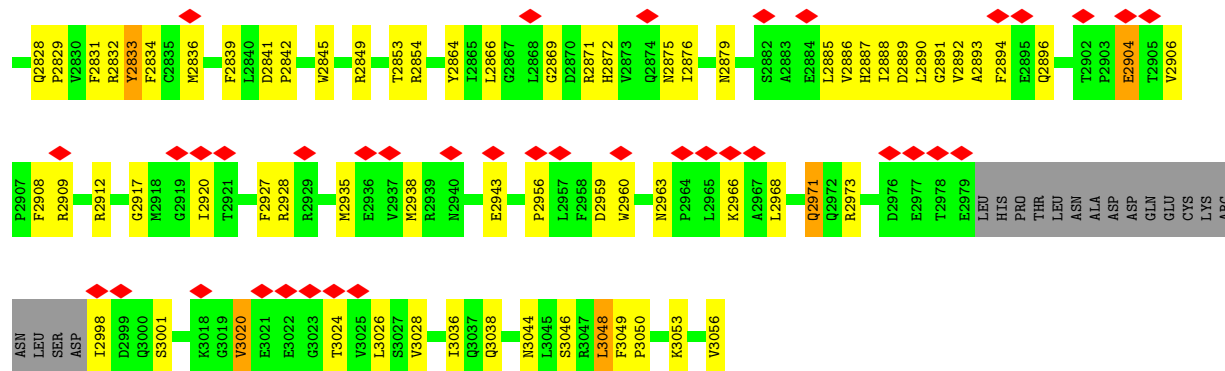 Q2828 P2829 V2830 F2831 R2832 Y2833 F2834 C2835 M2836 F2839 L2840 D2841 P2842 W2845 R2849 T2853 R2854 Y2864 I2865 L2866 G2867 L2868 G2869 D2870 R2871 H2872 V2873 Q2874 N2875 I2876 N2879 S2882 A2883 E2884 L2885 V2886 H2887 I2888 D2889 L2890 G2891 V2892 A2893 F2894 E2895 Q2896 T2902 P2903 E2904 T2905 V2906
P2907 F2908 R2909 R2912 G2917 M2918 G2919 I2920 T2921 F2927 R2928 R2929 M2935 E2936 V2937 M2938 R2939 N2940 E2943 P2956 L2957 F2958 D2959 W2960 N2963 P2964 L2965 K2966 A2967 L2968 Q2971 Q2972 R2973 D2976 E2977 T2978 E2979 LEU HIS PRO THR LEU ASN ALA ASP ASP GLN GLU CYS LYS ARG
ASN LEU SER ASP I2998 D2999 Q3000 S3001 K3018 G3019 V3020 E3021 E3022 G3023 T3024 V3025 L3026 S3027 V3028 I3036 Q3037 Q3038 N3044 L3045 S3046 R3047 L3048 F3049 P3050 K3053 V3056